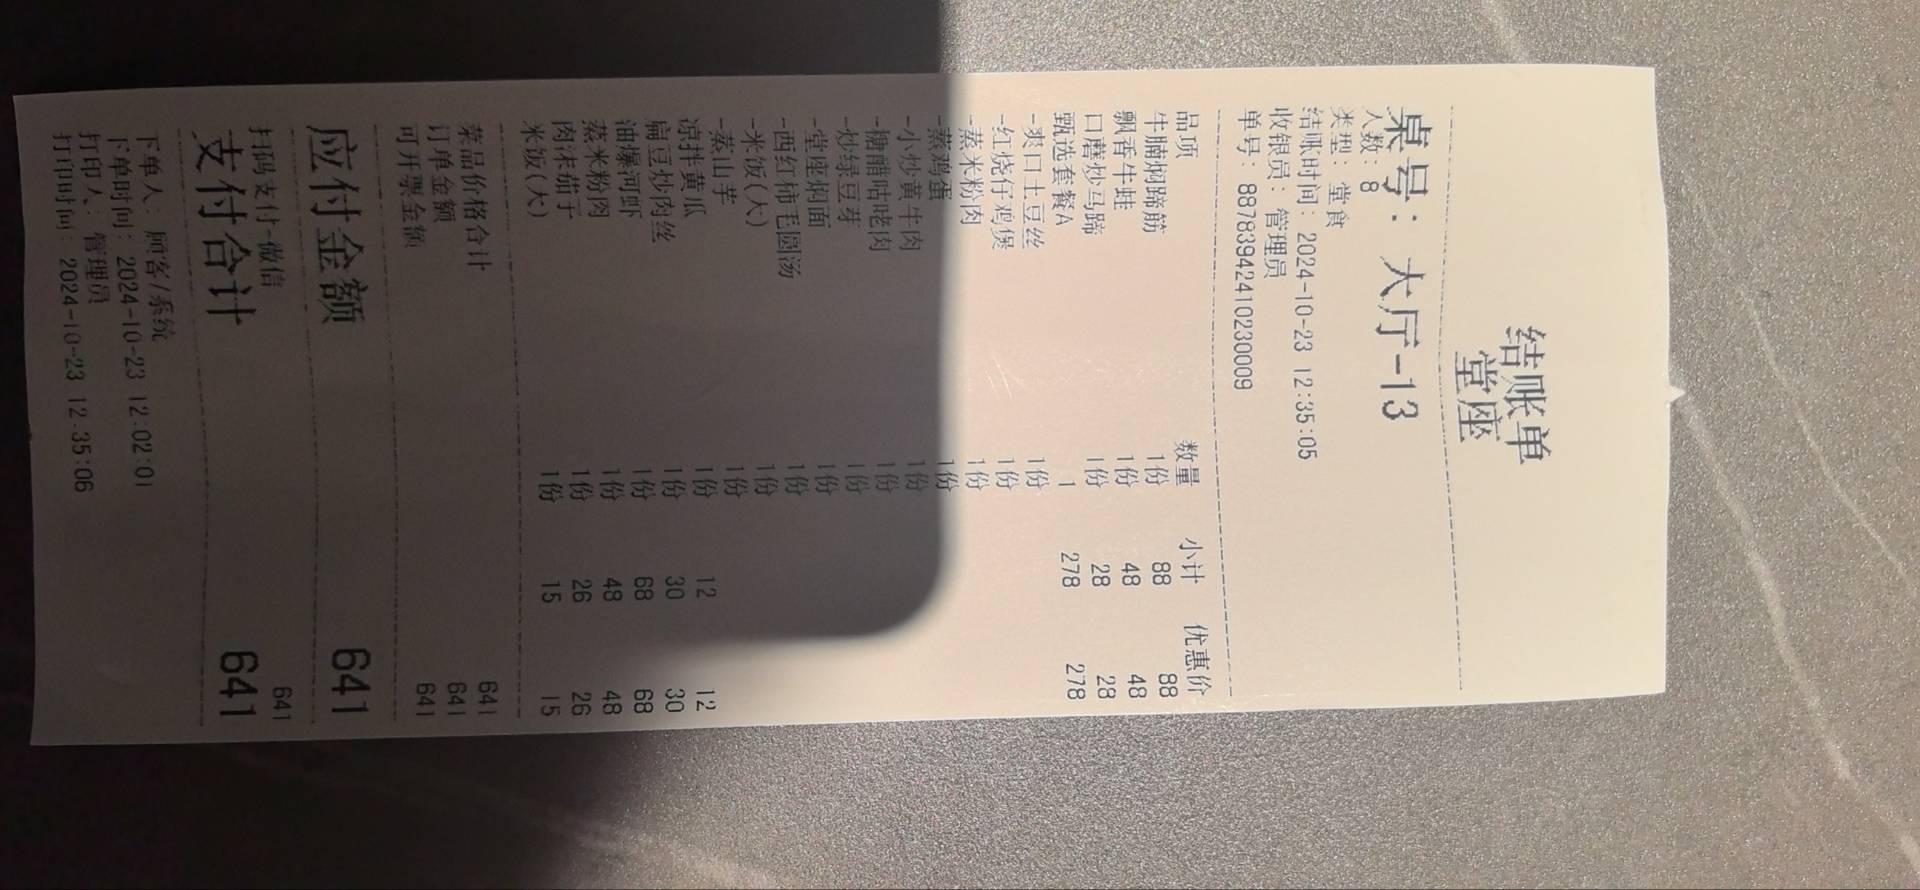 结账单
堂座
桌号：大厅-13
人数：8
类型：堂食
结账时间：2024-10-23 12:35:05
收银员：管理员
单号：887839424102300009
品项 数量 小计 优惠价
牛腩焖蹄筋 1份 88 88
飘香牛蛙 1份 48 48
口蘑炒马蹄 1份 28 28
甄选套餐A 1 278 278
-爽口土豆丝 1份
-红烧仔鸡煲 1份
-蒸米粉肉 1份
-蒸鸡蛋 1份
-小炒黄牛肉 1份
-糖醋咕咾肉 1份
-炒绿豆芽 1份
-堂座焖面 1份
-西红柿毛圆汤 1份
-米饭(大) 1份
-蒸山芋 1份
凉拌黄瓜 1份 12 12
扁豆炒肉丝 1份 30 30
油爆河虾 1份 68 68
蒸米粉肉 1份 48 48
肉沫茄子 1份 26 26
米饭(大) 1份 15 15
菜品价格合计 641
订单金额 641
可开票金额 641
应付金额 641
扫码支付-微信 641
支付合计 641
下单人：顾客/系统
下单时间：2024-10-23 12:02:01
打印人：管理员
打印时间：2024-10-23 12:35:06